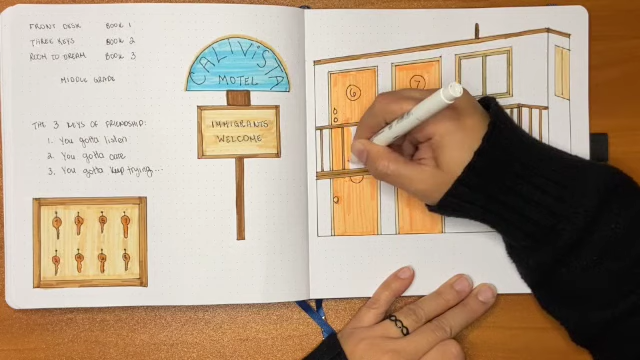 FRONT DESK BOOK 1
THREE KEYS BOOK 2
ROOM TO DREAM BOOK 3
MIDDLE GRADE
THE 3 KEYS OF FRIENDSHIP:
1. You gotta listen
2. You gotta care
3. You gotta keep trying...
CALIVISTA
MOTEL
IMMIGRANTS
WELCOME
6
7